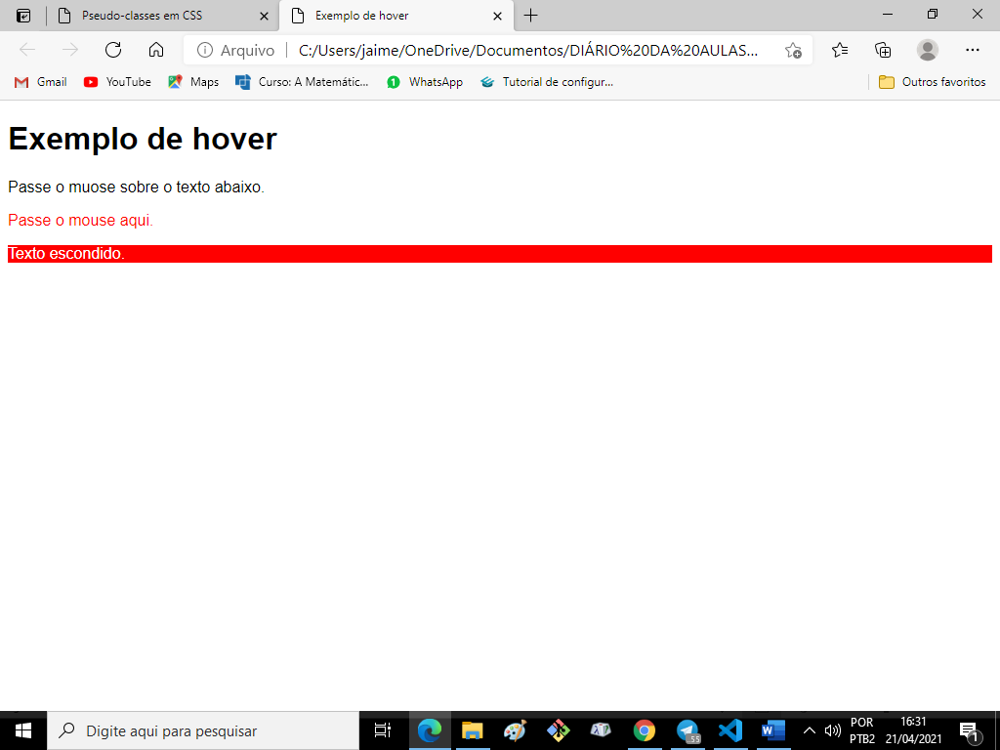 Pseudo-classes em CSS
Exemplo de hover
Arquivo
C:/Users/jaime/OneDrive/Documentos/DIÁRIO%20DA%20AULAS...
Gmail
YouTube
Maps
Curso: A Matemátic...
1
WhatsApp
Tutorial de configur...
Outros favoritos
Exemplo de hover
Passe o muose sobre o texto abaixo.
Passe o mouse aqui.
Texto escondido.
Digite aqui para pesquisar
.55
W
POR
PTB2
16:31
21/04/2021
1